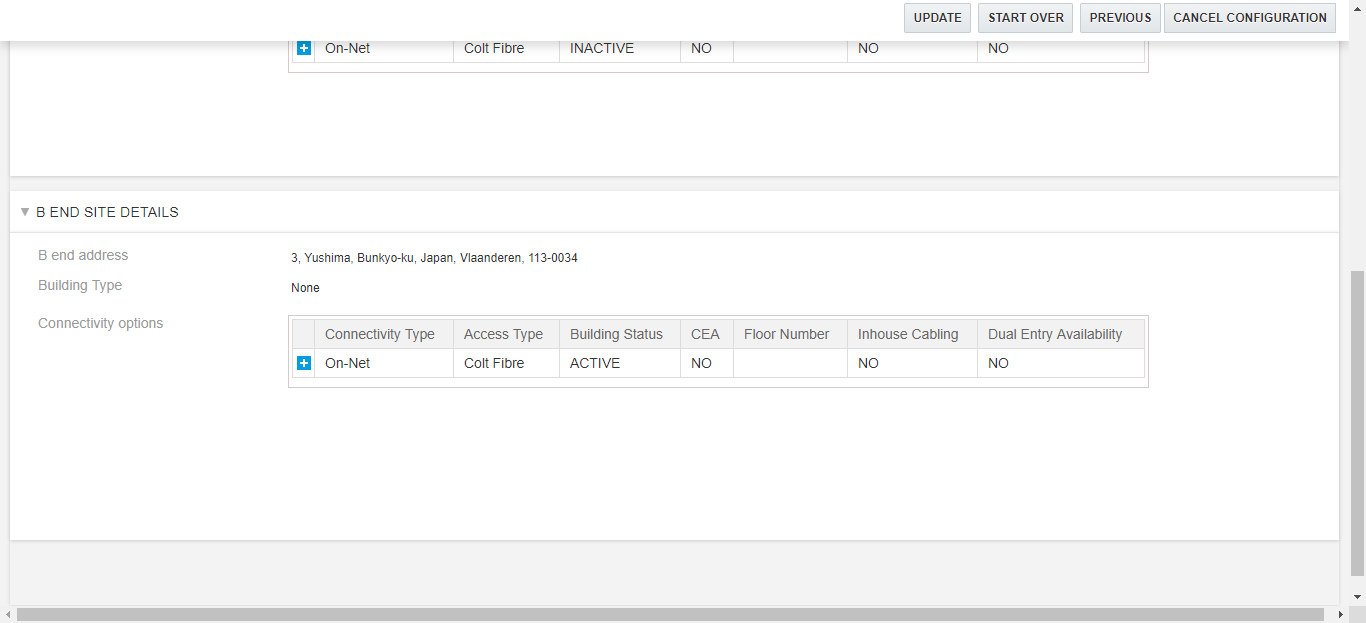 UPDATE START OVER PREVIOUS CANCEL CONFIGURATION
On-Net Colt Fibre INACTIVE NO NO NO
B END SITE DETAILS
B end address 3, Yushima, Bunkyo-ku, Japan, Vlaanderen, 113-0034
Building Type None
Connectivity options
Connectivity Type Access Type Building Status CEA Floor Number Inhouse Cabling Dual Entry Availability
On-Net Colt Fibre ACTIVE NO NO NO